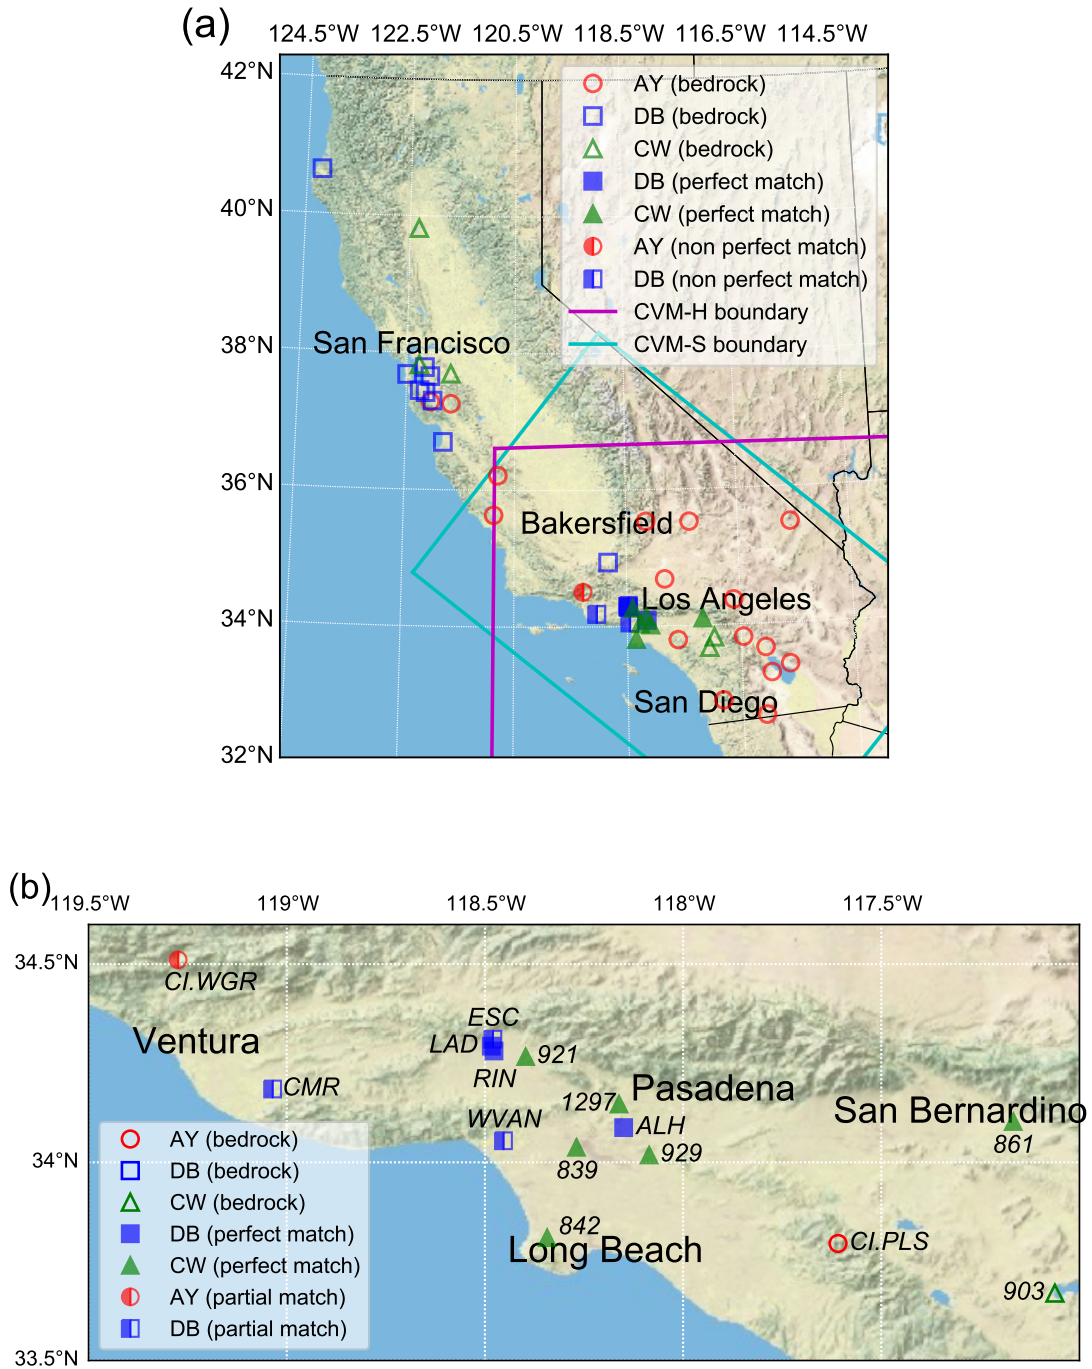 (a)
124.5°W 122.5°W 120.5°W 118.5°W 116.5°W 114.5°W
42°N
40°N
38°N
36°N
34°N
32°N
AY (bedrock)
DB (bedrock)
CW (bedrock)
DB (perfect match)
CW (perfect match)
AY (non perfect match)
DB (non perfect match)
CVM-H boundary
CVM-S boundary
San Francisco
Bakersfield
Los Angeles
San Diego
(b)
119.5°W 119°W 118.5°W 118°W 117.5°W
34.5°N
34°N
33.5°N
CI.WGR
Ventura
ESC
LAD
921
RIN
CMR
Pasadena
1297
WVAN
ALH
San Bernardino
929
861
839
842
Long Beach
CI.PLS
903
AY (bedrock)
DB (bedrock)
CW (bedrock)
DB (perfect match)
CW (perfect match)
AY (partial match)
DB (partial match)